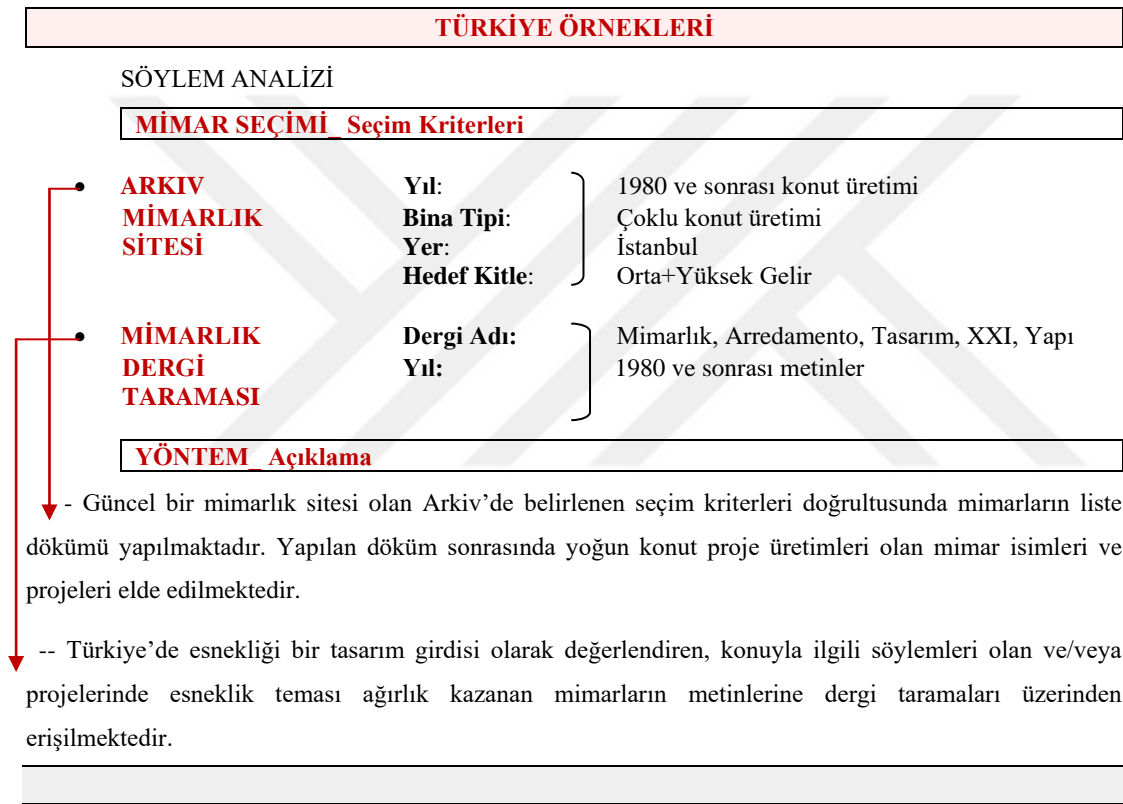 TÜRKİYE ÖRNEKLERİ
SÖYLEM ANALİZİ
MİMAR SEÇİMİ_ Seçim Kriterleri
• ARKIV Yıl: 1980 ve sonrası konut üretimi
MİMARLIK Bina Tipi: Çoklu konut üretimi
SİTESİ Yer: İstanbul
Hedef Kitle: Orta+Yüksek Gelir
• MİMARLIK Dergi Adı: Mimarlık, Arredamento, Tasarım, XXI, Yapı
DERGİ Yıl: 1980 ve sonrası metinler
TARAMASI
YÖNTEM_ Açıklama
- Güncel bir mimarlık sitesi olan Arkiv’de belirlenen seçim kriterleri doğrultusunda mimarların liste
dökümü yapılmaktadır. Yapılan döküm sonrasında yoğun konut proje üretimleri olan mimar isimleri ve
projeleri elde edilmektedir.
-- Türkiye’de esnekliği bir tasarım girdisi olarak değerlendiren, konuyla ilgili söylemleri olan ve/veya
projelerinde esneklik teması ağırlık kazanan mimarların metinlerine dergi taramaları üzerinden
erişilmektedir.